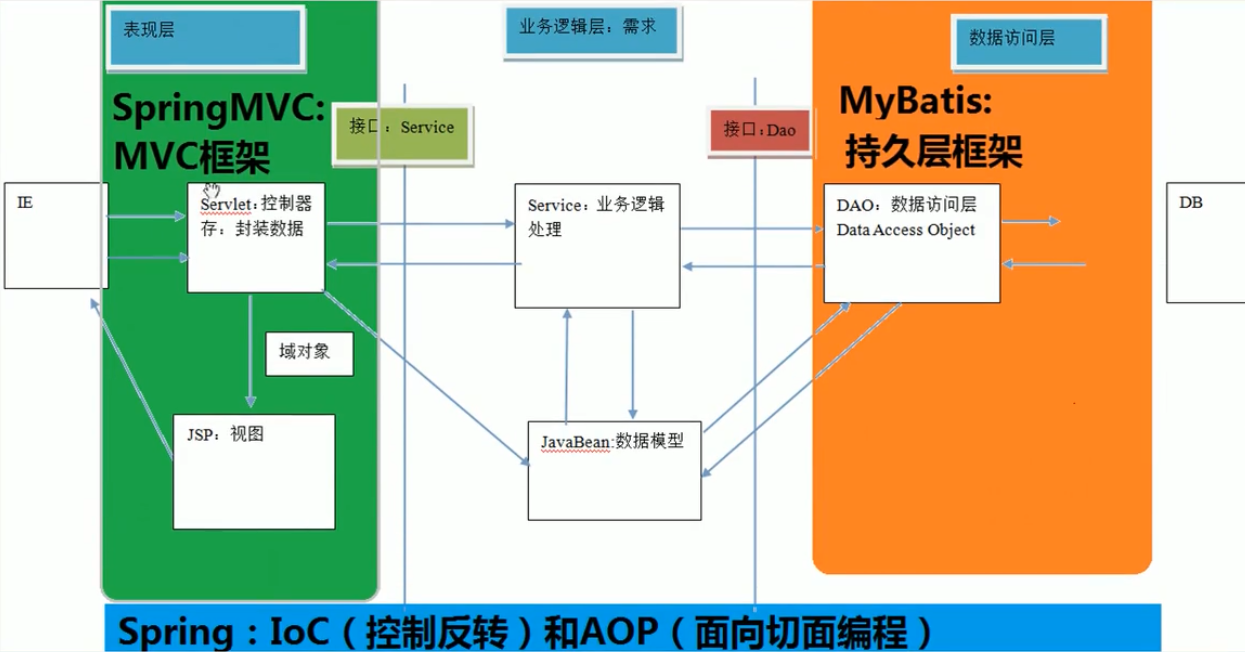 表现层
业务逻辑层：需求
数据访问层
SpringMVC:
MVC框架
接口：Service
接口：Dao
MyBatis:
持久层框架
IE
Servlet：控制器
存：封装数据
Service：业务逻辑
处理
DAO：数据访问层
Data Access Object
DB
域对象
JSP：视图
JavaBean:数据模型
Spring：IoC（控制反转）和AOP（面向切面编程）